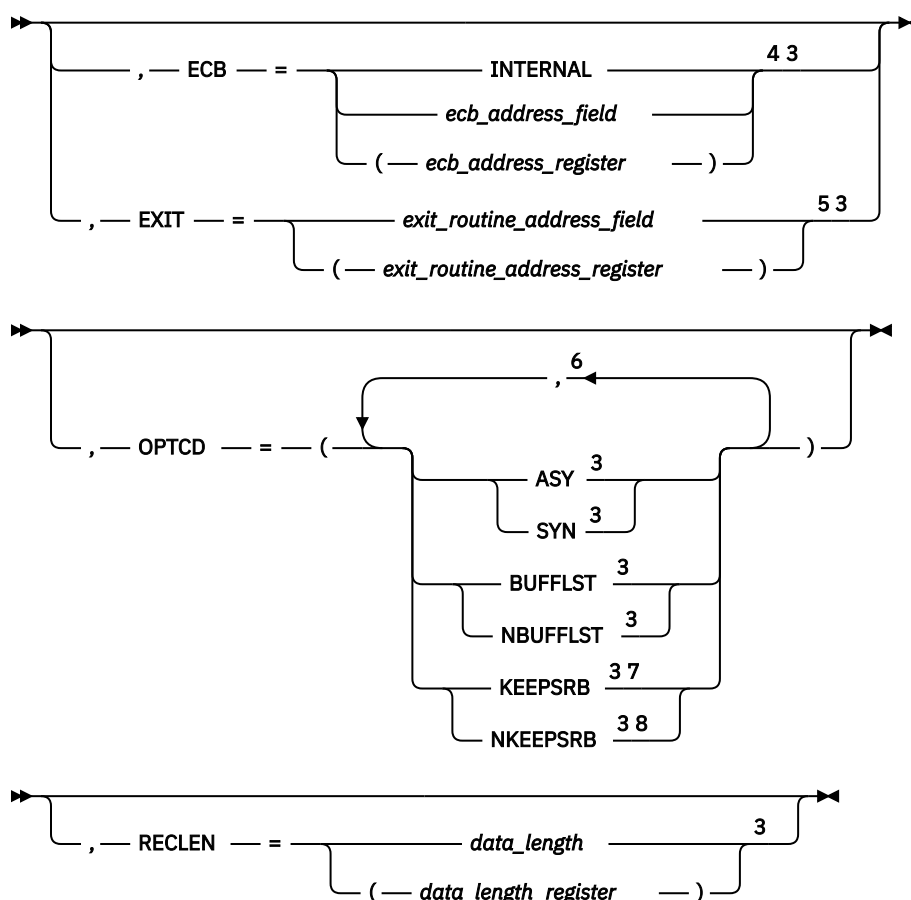 4 3
, ECB = INTERNAL
ecb_address_field
( ecb_address_register )
5 3
, EXIT = exit_routine_address_field
( exit_routine_address_register )
, 6
, OPTCD = ( )
ASY 3
SYN 3
BUFFLST 3
NBUFFLST 3
KEEPSRB 3 7
NKEEPSRB 3 8
, RECLEN = data_length 3
( data_length_register )